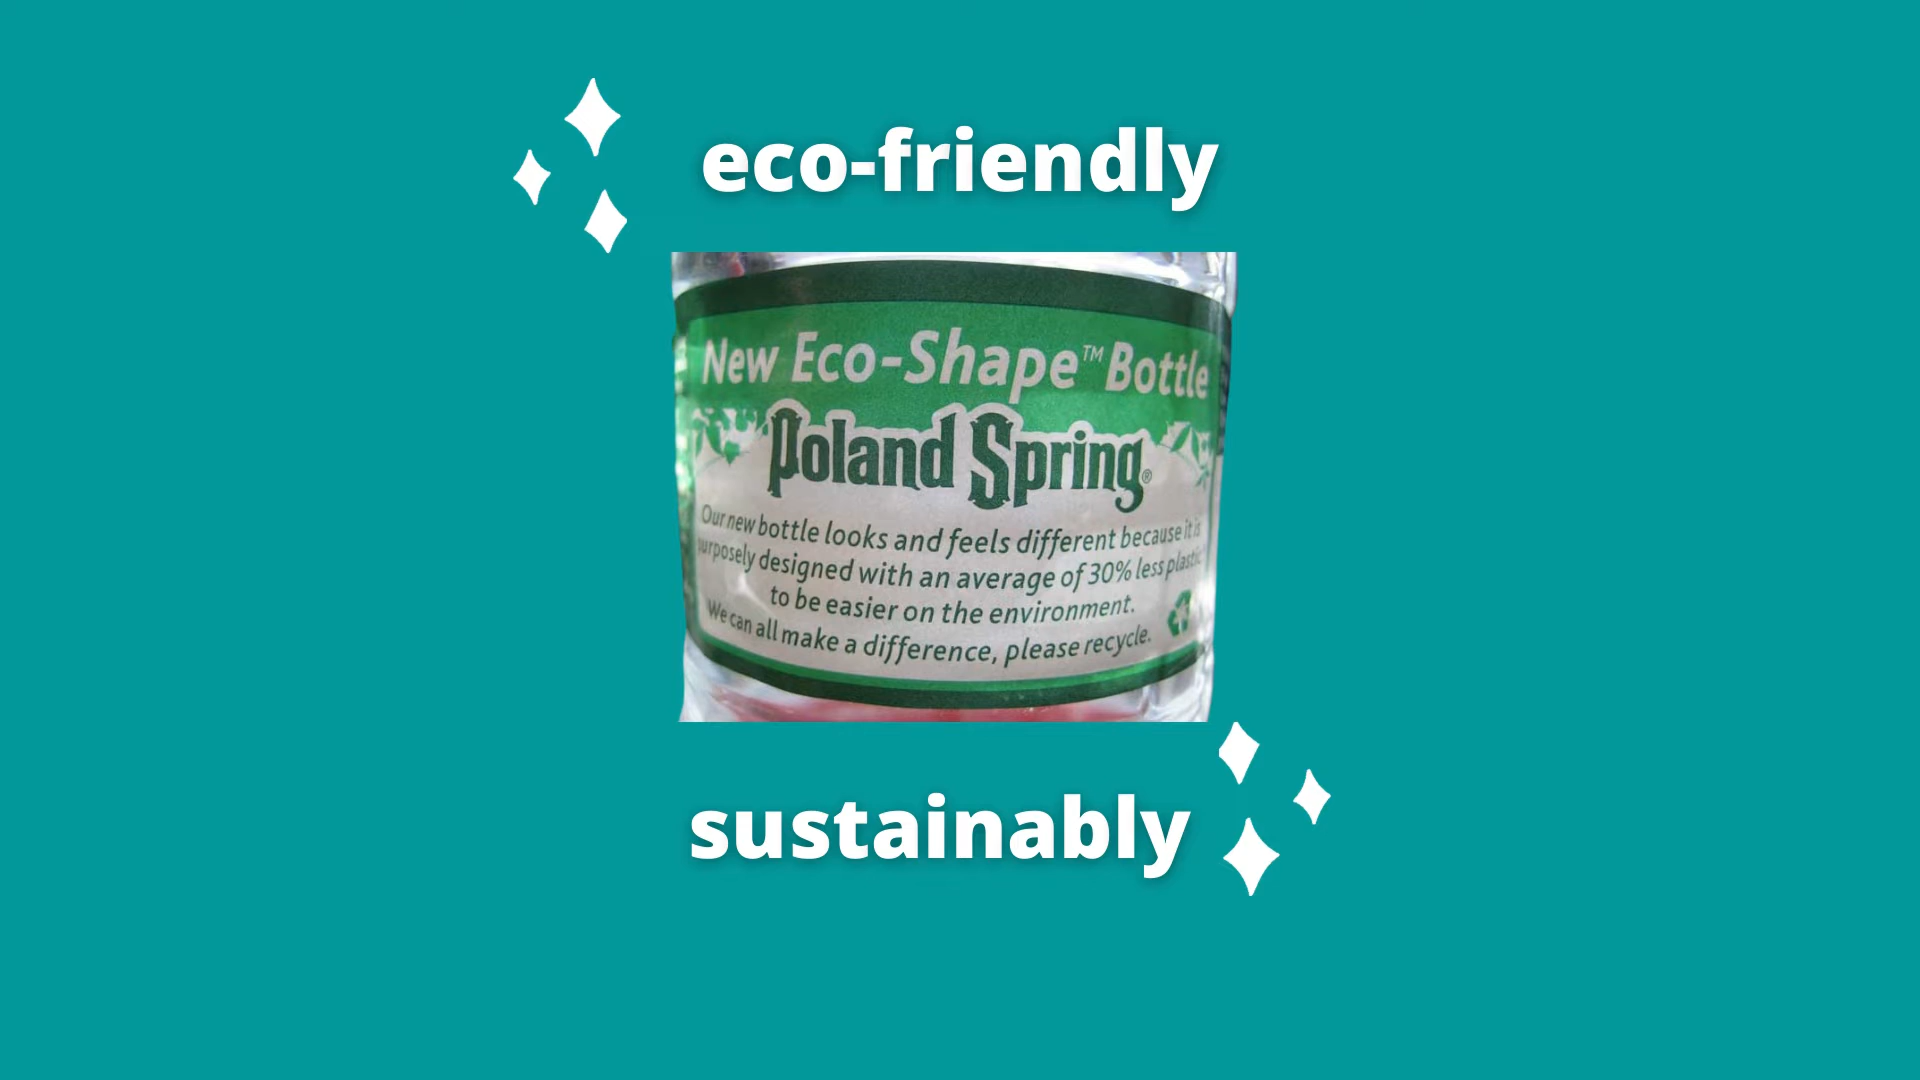 eco-friendly
New Eco-Shape™ Bottle
Poland Spring®
Our new bottle looks and feels different because it is
purposely designed with an average of 30% less plastic
to be easier on the environment.
We can all make a difference, please recycle.
sustainably